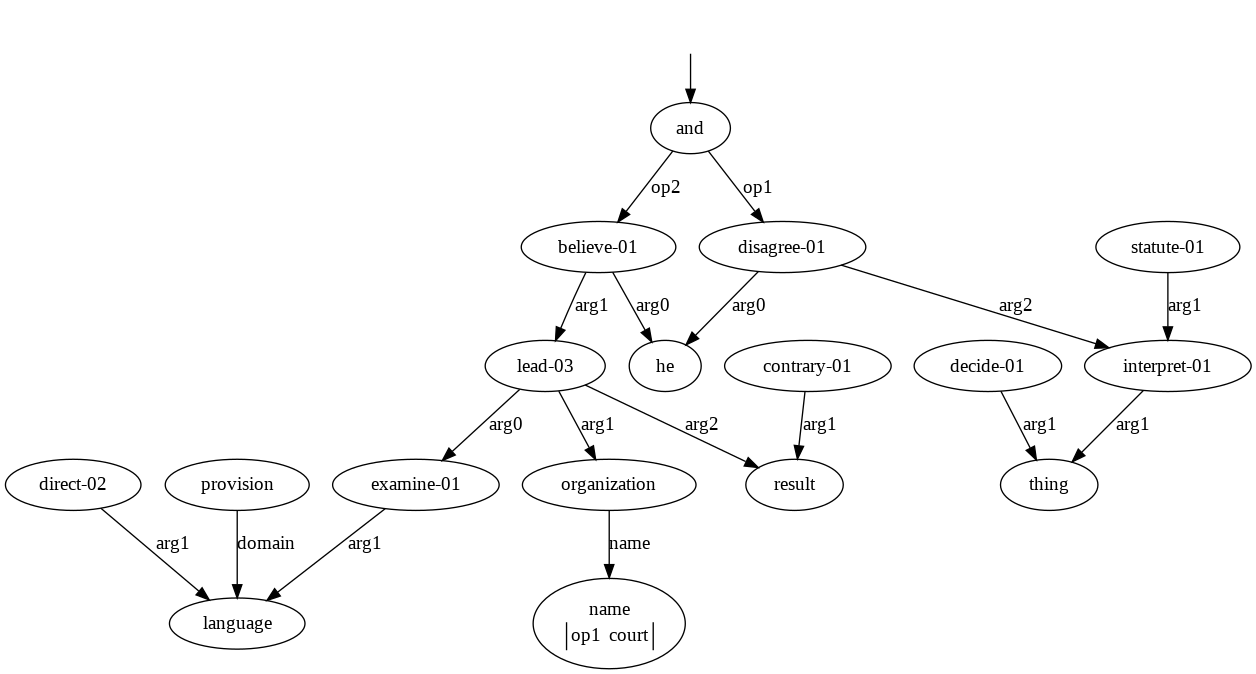 and
op2
op1
believe-01
disagree-01
statute-01
arg1
arg0
arg0
arg2
arg1
lead-03
he
contrary-01
decide-01
interpret-01
arg0
arg1
arg2
arg1
arg1
arg1
direct-02
provision
examine-01
organization
result
thing
arg1
domain
arg1
name
language
name
op1 court